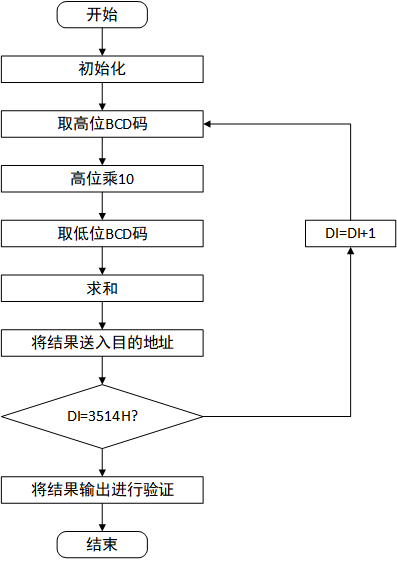 开始
初始化
取高位BCD码
高位乘10
取低位BCD码
DI=DI+1
求和
将结果送入目的地址
DI=3514H?
将结果输出进行验证
结束